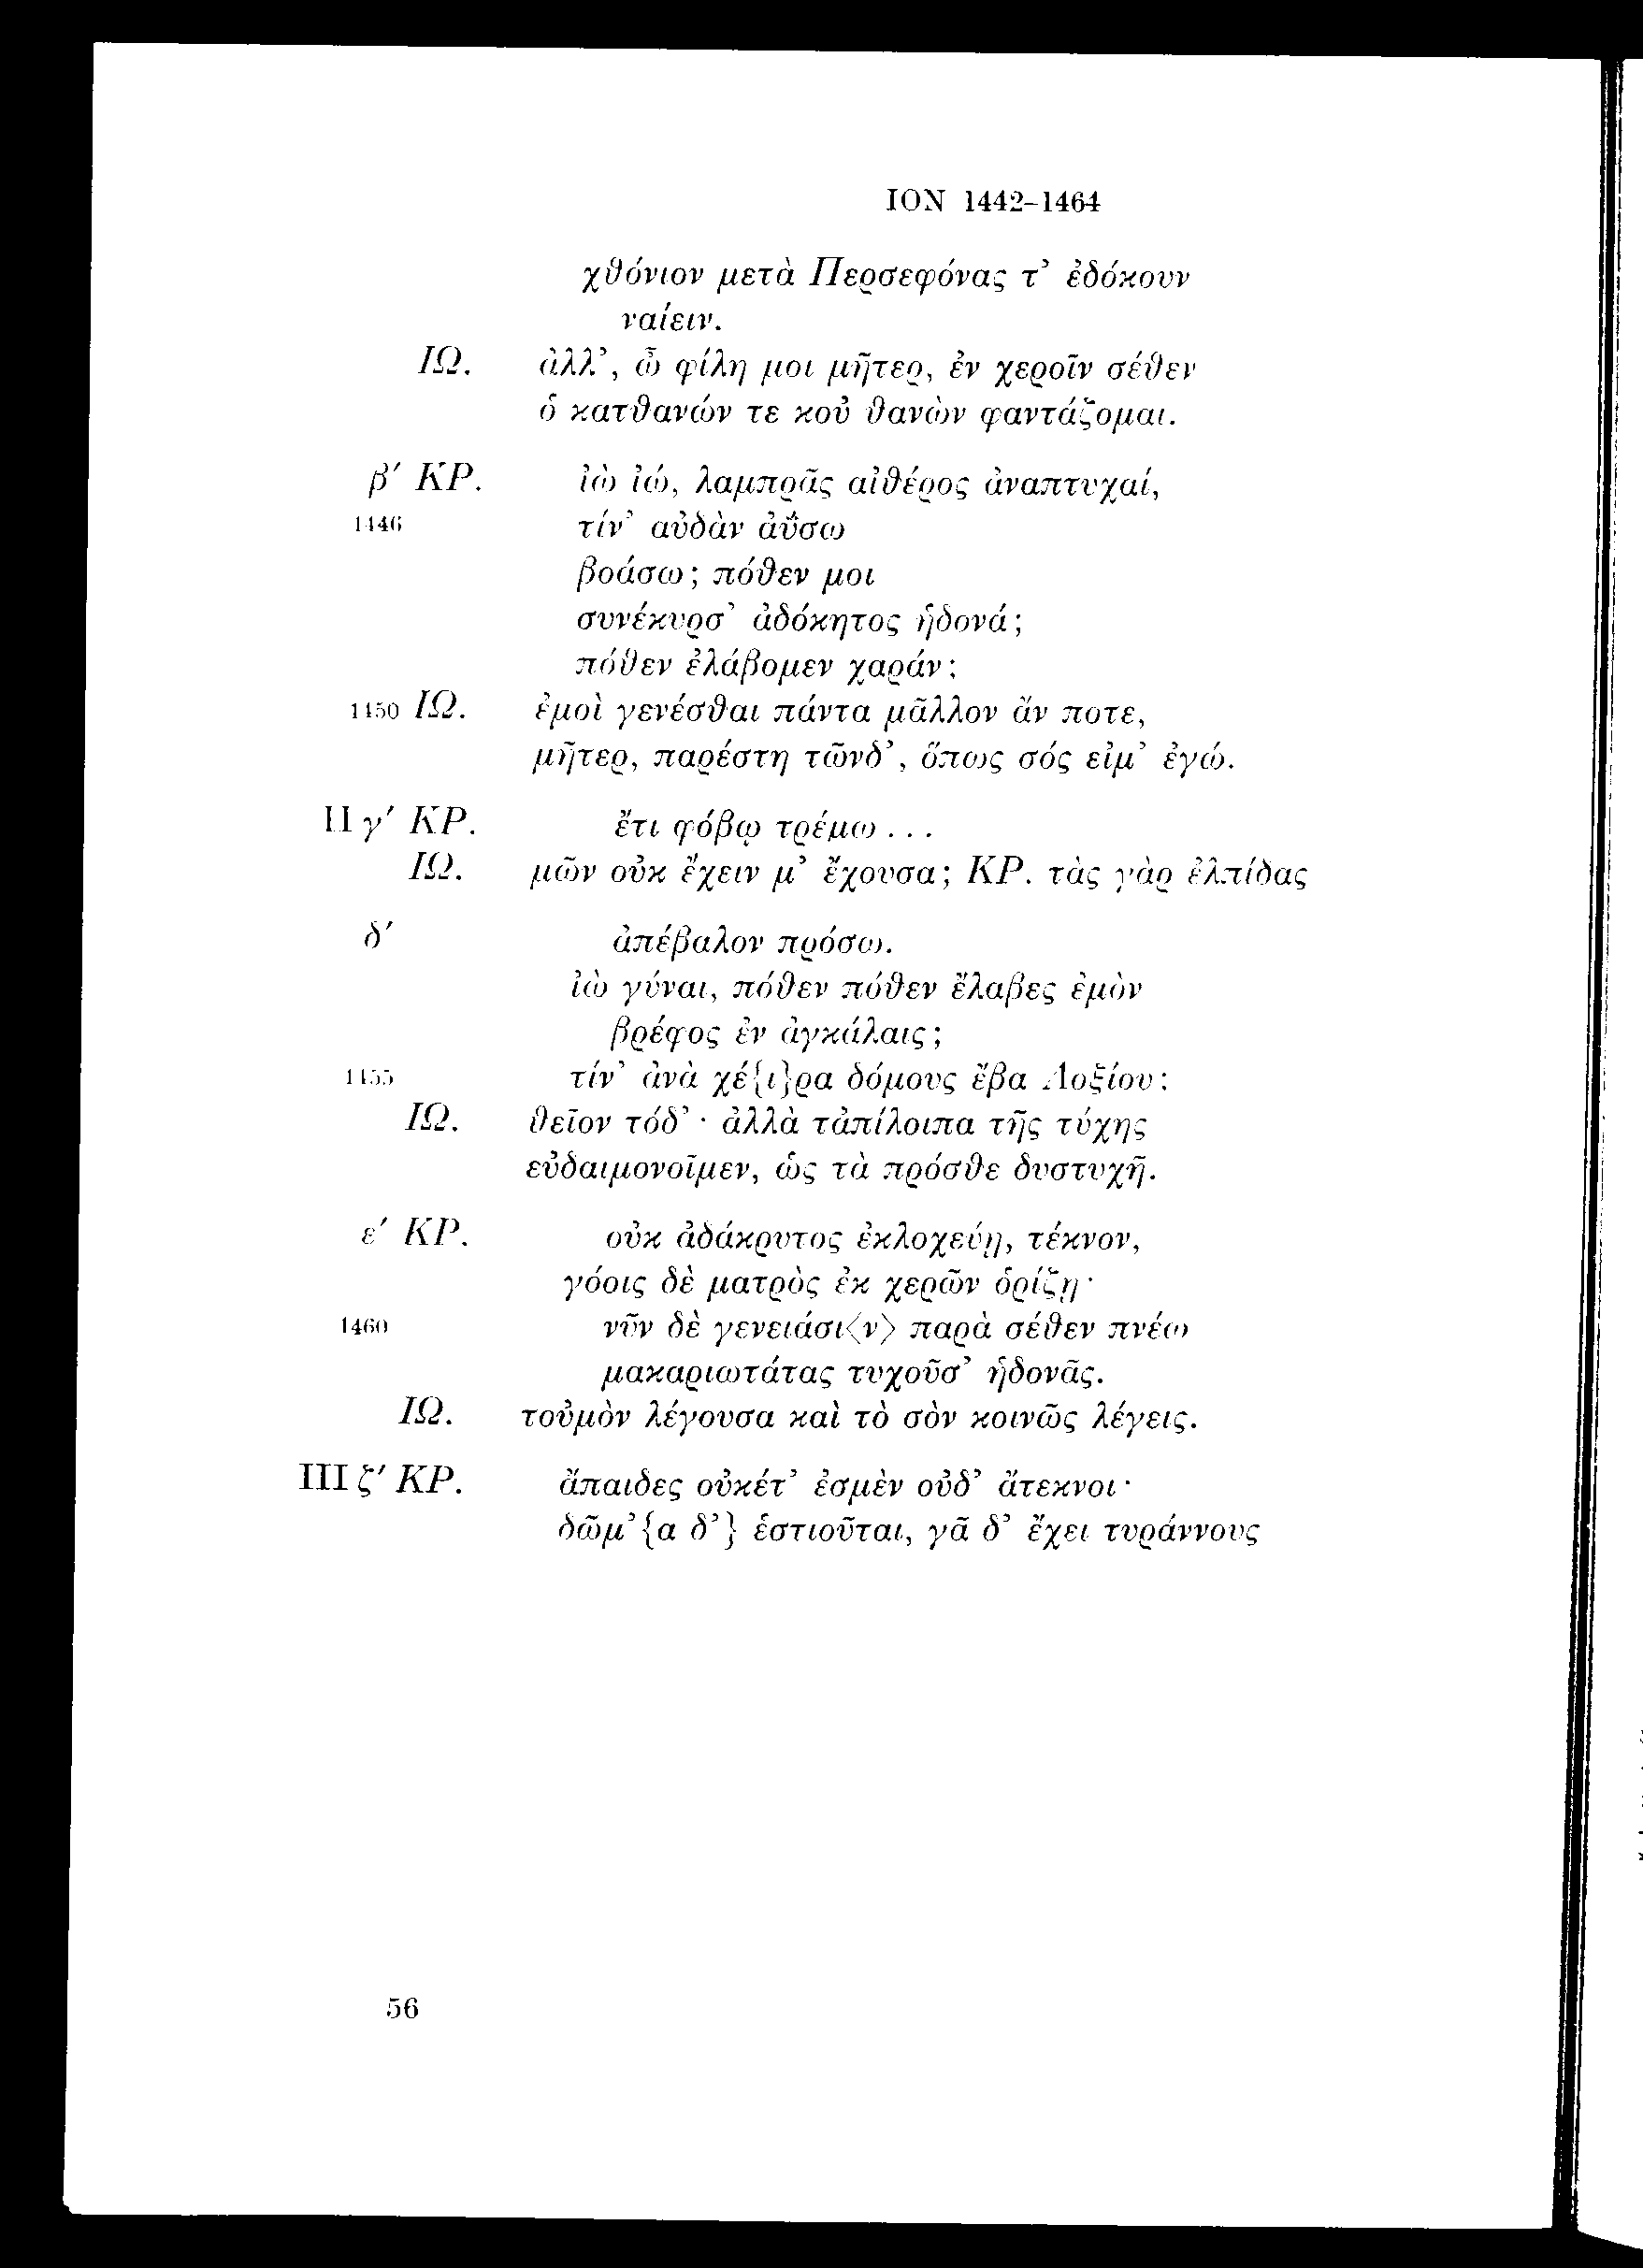 ION 1442-1464
χθόνιον μετὰ Περσεφόνας τ' ἐδόκουν
ναίειν.
ΙΩ. ἀλλ', ὦ φίλη μοι μῆτερ, ἐν χεροῖν σέθεν
ὁ κατθανών τε κοὐ θανὼν φαντάζομαι.
β′ ΚΡ. ἰὼ ἰώ, λαμπρᾶς αἰθέρος ἀναπτυχαί,
1446 τίν' αὐδὰν ἀΰσω
βοάσω; πόθεν μοι
συνέκυρσ' ἀδόκητος ἡδονά;
πόθεν ἐλάβομεν χαράν;
1450 ΙΩ. ἐμοὶ γενέσθαι πάντα μᾶλλον ἄν ποτε,
μῆτερ, παρέστη τῶνδ', ὅπως σός εἰμ' ἐγώ.
II γ′ ΚΡ. ἔτι φόβῳ τρέμω . . .
ΙΩ. μῶν οὐκ ἔχειν μ' ἔχουσα; ΚΡ. τὰς γὰρ ἐλπίδας
δ′ ἀπέβαλον πρόσω.
ἰὼ γύναι, πόθεν πόθεν ἔλαβες ἐμὸν
βρέφος ἐν ἀγκάλαις;
1455 τίν' ἀνὰ χέ{ι}ρα δόμους ἔβα Λοξίου;
ΙΩ. θεῖον τόδ' · ἀλλὰ τἀπίλοιπα τῆς τύχης
εὐδαιμονοῖμεν, ὡς τὰ πρόσθε δυστυχῆ.
ε′ ΚΡ. οὐκ ἀδάκρυτος ἐκλοχεύῃ, τέκνον,
γόοις δὲ ματρὸς ἐκ χερῶν ὁρίζῃ·
1460 νῦν δὲ γενειάσι⟨ν⟩ παρὰ σέθεν πνέω
μακαριωτάτας τυχοῦσ' ἡδονᾶς.
ΙΩ. τοὐμὸν λέγουσα καὶ τὸ σὸν κοινῶς λέγεις.
III ζ′ ΚΡ. ἄπαιδες οὐκέτ' ἐσμὲν οὐδ' ἄτεκνοι·
δῶμ'{α δ'} ἑστιοῦται, γᾶ δ' ἔχει τυράννους
56